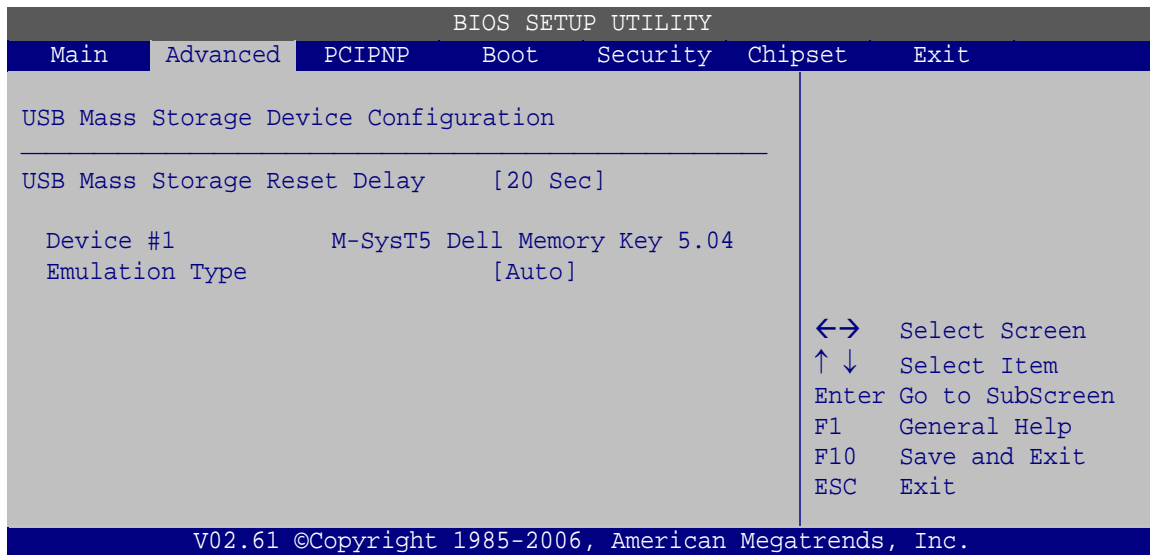 BIOS SETUP UTILITY
Main Advanced PCIPNP Boot Security Chipset Exit
USB Mass Storage Device Configuration
USB Mass Storage Reset Delay [20 Sec]
Device #1 M-SysT5 Dell Memory Key 5.04
Emulation Type [Auto]
←→ Select Screen
↑ ↓ Select Item
Enter Go to SubScreen
F1 General Help
F10 Save and Exit
ESC Exit
V02.61 ©Copyright 1985-2006, American Megatrends, Inc.